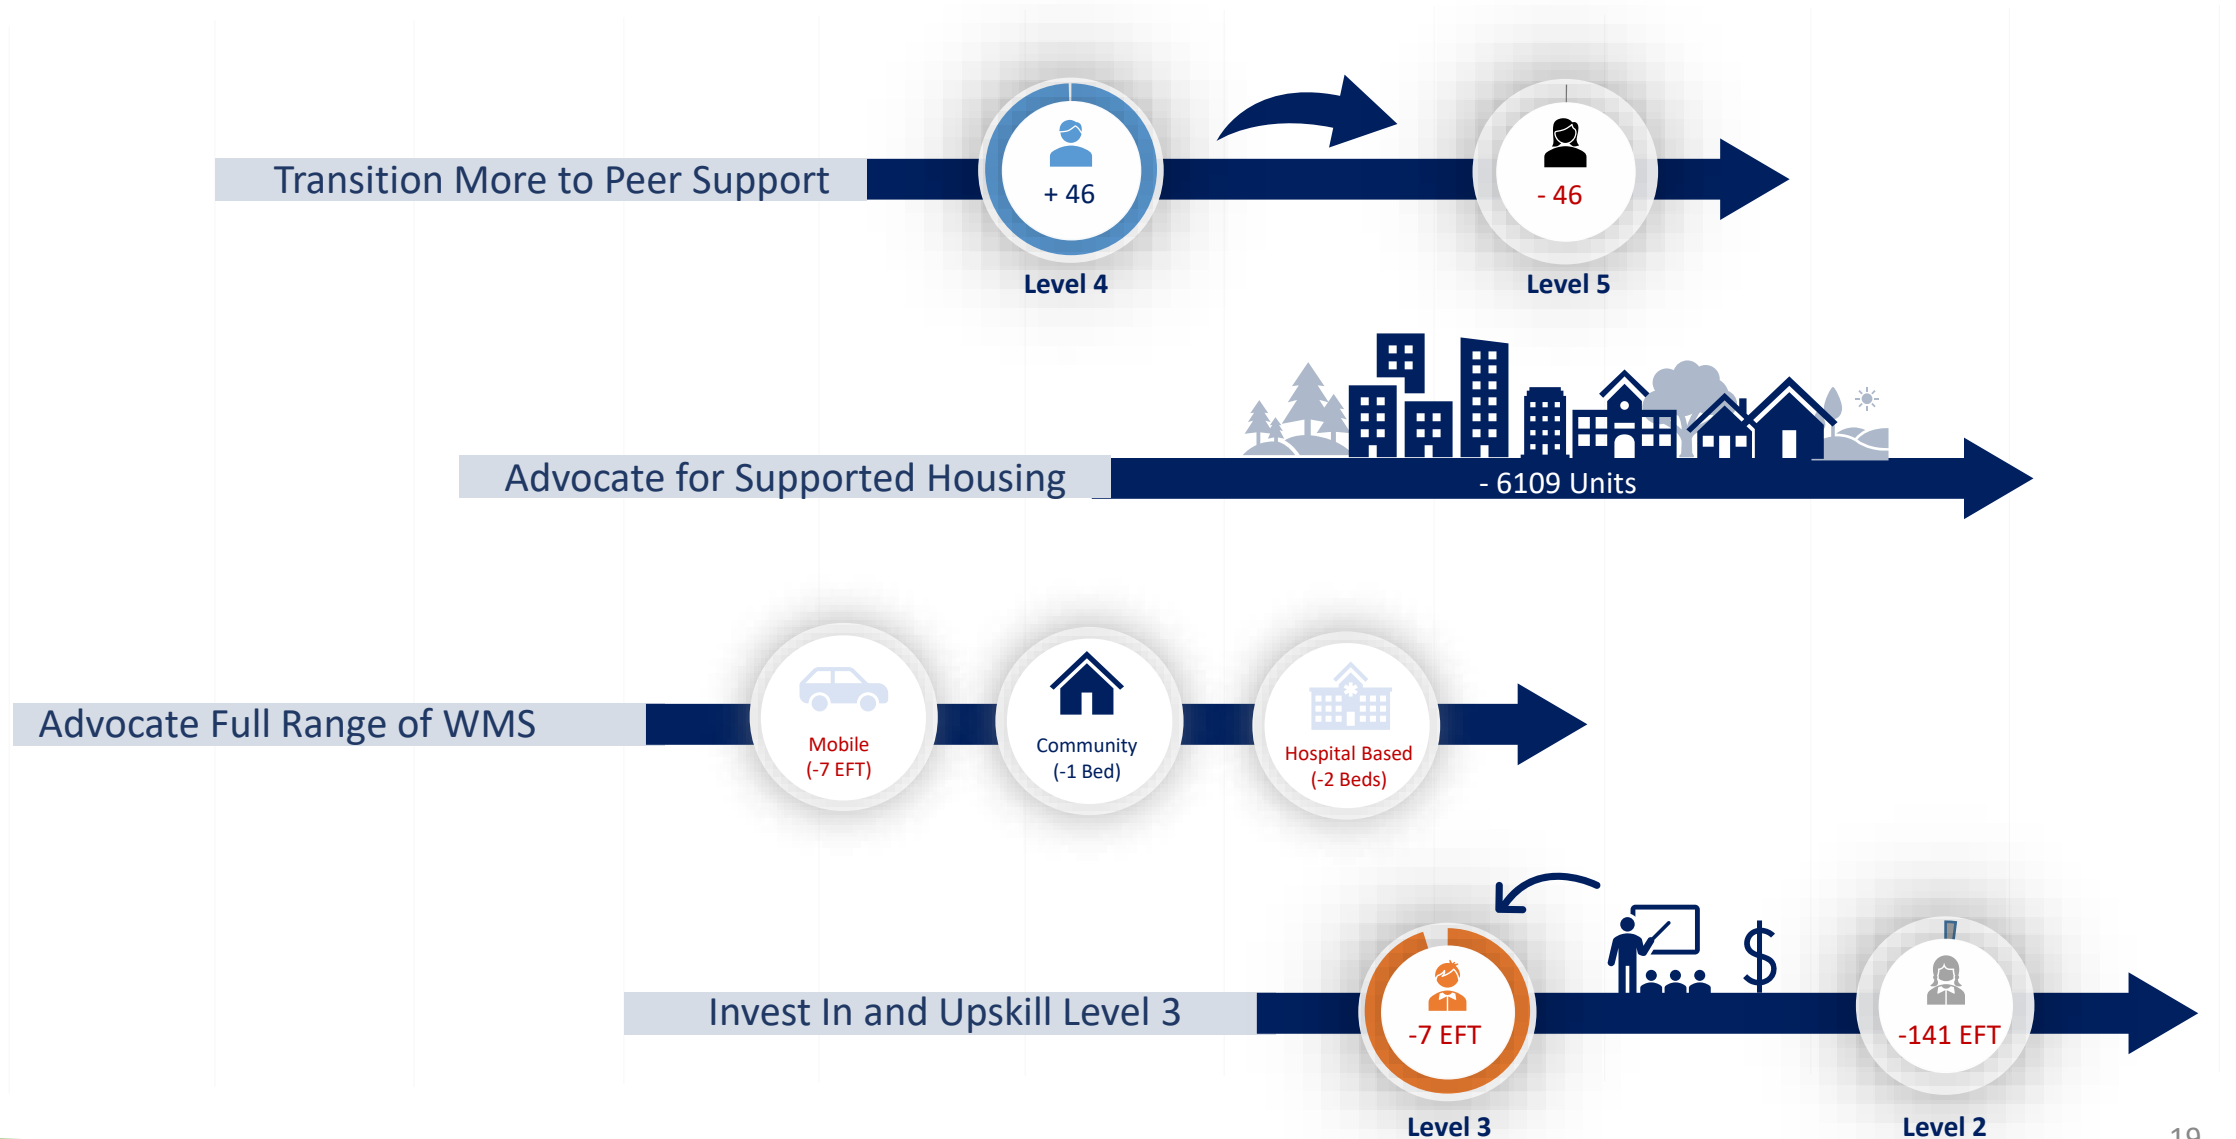 Transition More to Peer Support
+ 46
- 46
Level 4
Level 5
Advocate for Supported Housing
- 6109 Units
Advocate Full Range of WMS
Mobile
(-7 EFT)
Community
(-1 Bed)
Hospital Based
(-2 Beds)
$
Invest In and Upskill Level 3
-7 EFT
-141 EFT
Level 3
Level 2
19